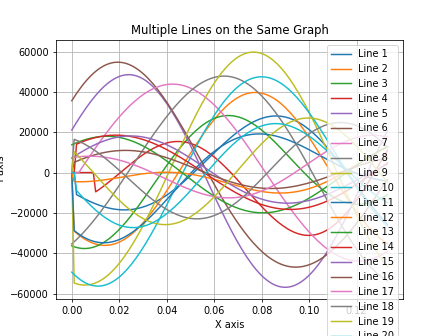 Multiple Lines on the Same Graph
60000
40000
20000
0
−20000
−40000
−60000
0.00
0.02
0.04
0.06
0.08
0.10
X axis
axis
Line 1
Line 2
Line 3
Line 4
Line 5
Line 6
Line 7
Line 8
Line 9
Line 10
Line 11
Line 12
Line 13
Line 14
Line 15
Line 16
Line 17
Line 18
Line 19
Line 20